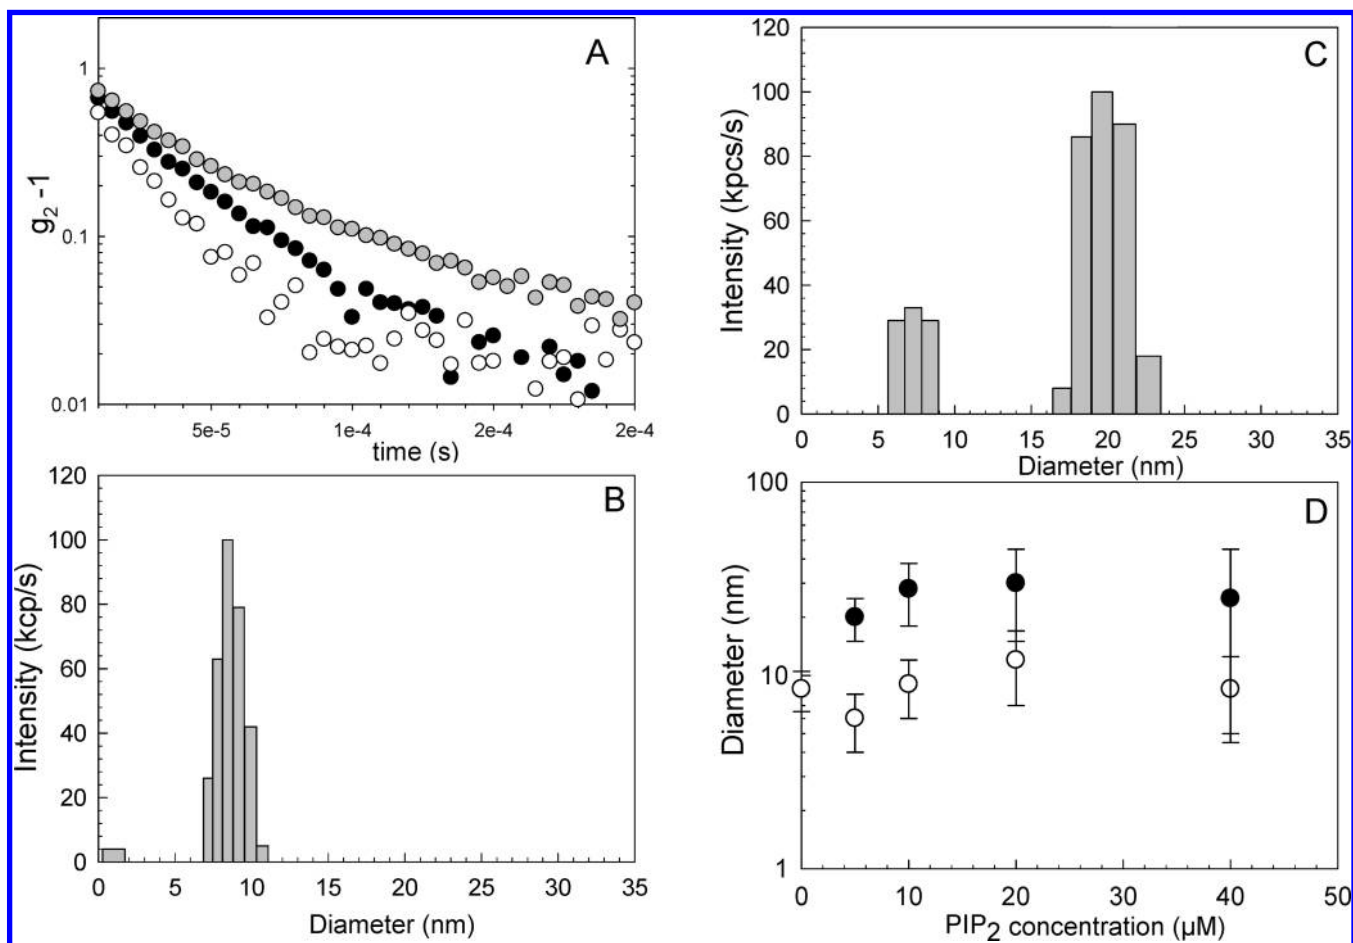 A
1
0.1
0.01
g2-1
5e-5 1e-4 2e-4 2e-4
time (s)
B
120
100
80
60
40
20
0
Intensity (kcp/s)
0 5 10 15 20 25 30 35
Diameter (nm)
C
120
100
80
60
40
20
0
Intensity (kpcs/s)
0 5 10 15 20 25 30 35
Diameter (nm)
D
100
10
1
Diameter (nm)
0 10 20 30 40 50
PIP2 concentration (µM)